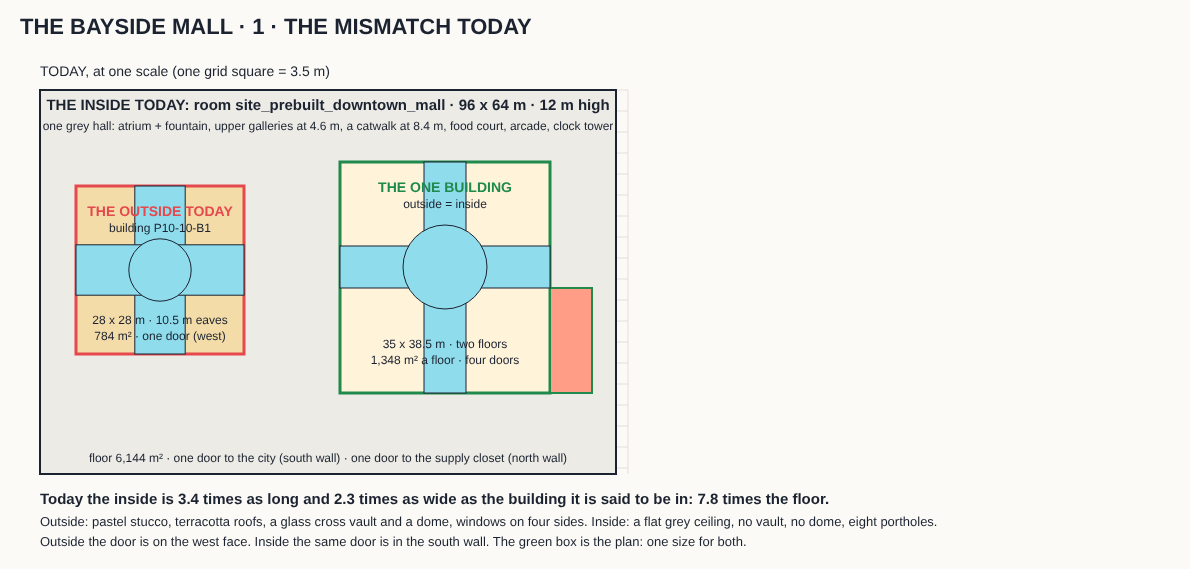 THE BAYSIDE MALL · 1 · THE MISMATCH TODAY
TODAY, at one scale (one grid square = 3.5 m)
THE INSIDE TODAY: room site_prebuilt_downtown_mall · 96 x 64 m · 12 m high
one grey hall: atrium + fountain, upper galleries at 4.6 m, a catwalk at 8.4 m, food court, arcade, clock tower
THE OUTSIDE TODAY
building P10-10-B1
28 x 28 m · 10.5 m eaves
784 m² · one door (west)
THE ONE BUILDING
outside = inside
35 x 38.5 m · two floors
1,348 m² a floor · four doors
floor 6,144 m² · one door to the city (south wall) · one door to the supply closet (north wall)
Today the inside is 3.4 times as long and 2.3 times as wide as the building it is said to be in: 7.8 times the floor.
Outside: pastel stucco, terracotta roofs, a glass cross vault and a dome, windows on four sides. Inside: a flat grey ceiling, no vault, no dome, eight portholes.
Outside the door is on the west face. Inside the same door is in the south wall. The green box is the plan: one size for both.